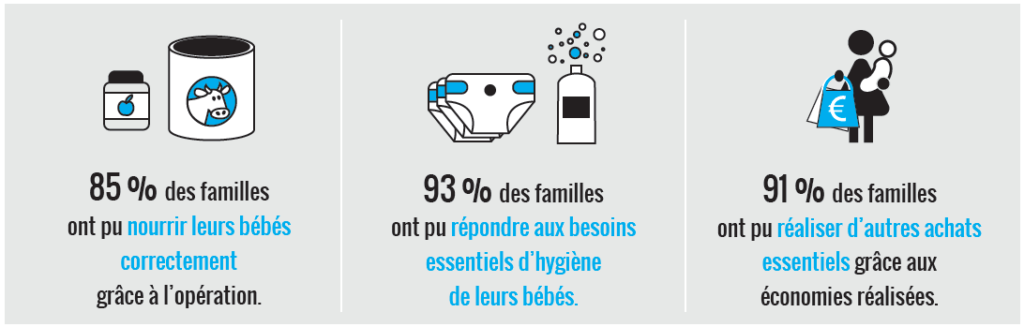 €
85 % des familles
ont pu nourrir leurs bébés
correctement
grâce à l’opération.
93 % des familles
ont pu répondre aux besoins
essentiels d’hygiène
de leurs bébés.
91 % des familles
ont pu réaliser d’autres achats
essentiels grâce aux
économies réalisées.